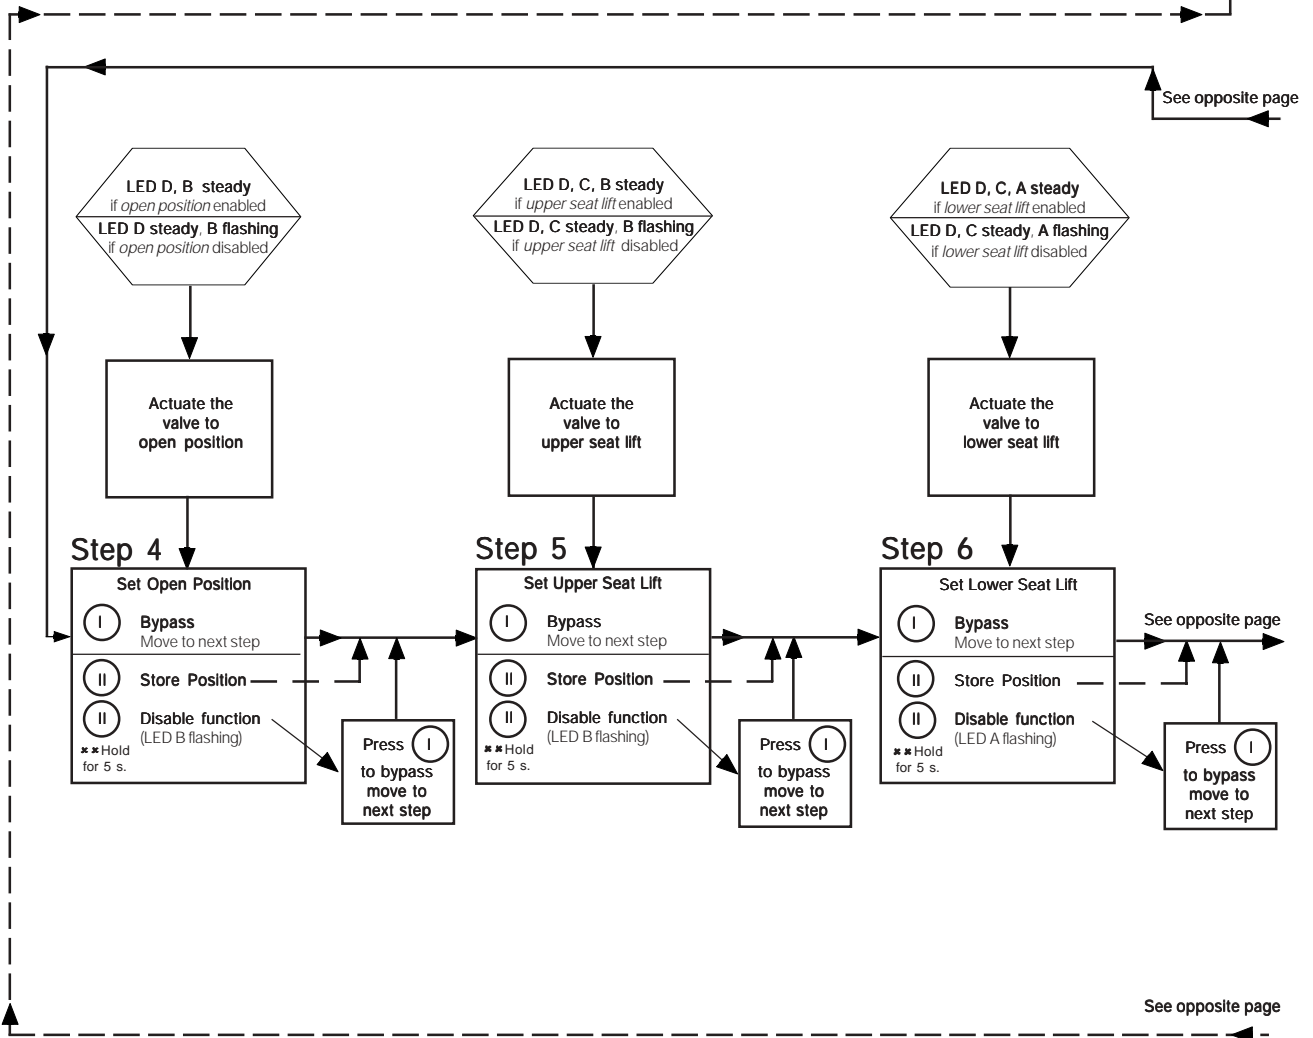 See opposite page
LED D, B steady
if open position enabled
LED D steady, B flashing
if open position disabled
LED D, C, B steady
if upper seat lift enabled
LED D, C steady, B flashing
if upper seat lift disabled
LED D, C, A steady
if lower seat lift enabled
LED D, C steady, A flashing
if lower seat lift disabled
Actuate the
valve to
open position
Actuate the
valve to
upper seat lift
Actuate the
valve to
lower seat lift
Step 4
Set Open Position
I Bypass
Move to next step
II Store Position
II Disable function
(LED B flashing)
✖✖Hold
for 5 s.
Press I
to bypass
move to
next step
Step 5
Set Upper Seat Lift
I Bypass
Move to next step
II Store Position
II Disable function
(LED B flashing)
✖✖Hold
for 5 s.
Press I
to bypass
move to
next step
Step 6
Set Lower Seat Lift
I Bypass
Move to next step
II Store Position
II Disable function
(LED A flashing)
✖✖Hold
for 5 s.
See opposite page
Press I
to bypass
move to
next step
See opposite page